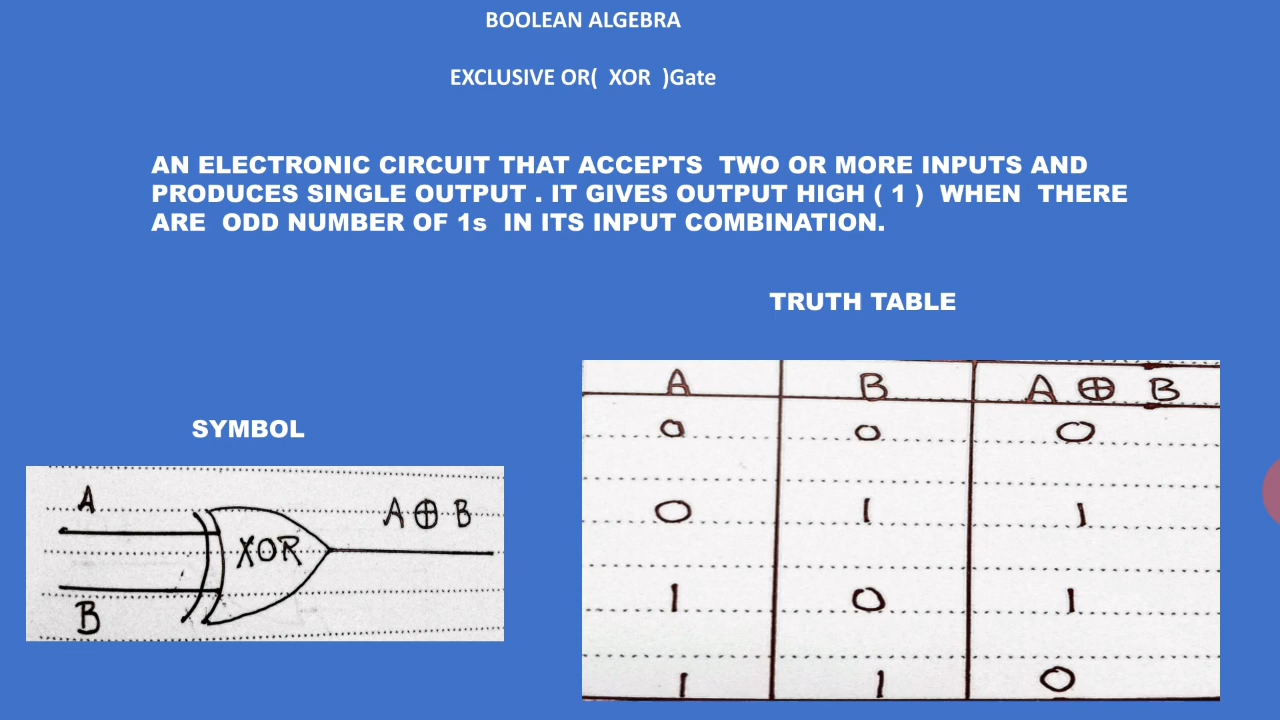 BOOLEAN ALGEBRA
EXCLUSIVE OR( XOR )Gate
AN ELECTRONIC CIRCUIT THAT ACCEPTS TWO OR MORE INPUTS AND
PRODUCES SINGLE OUTPUT . IT GIVES OUTPUT HIGH ( 1 ) WHEN THERE
ARE ODD NUMBER OF 1s IN ITS INPUT COMBINATION.
TRUTH TABLE
A B A ⊕ B
0 0 0
0 1 1
1 0 1
1 1 0
SYMBOL
A
A ⊕ B
XOR
B